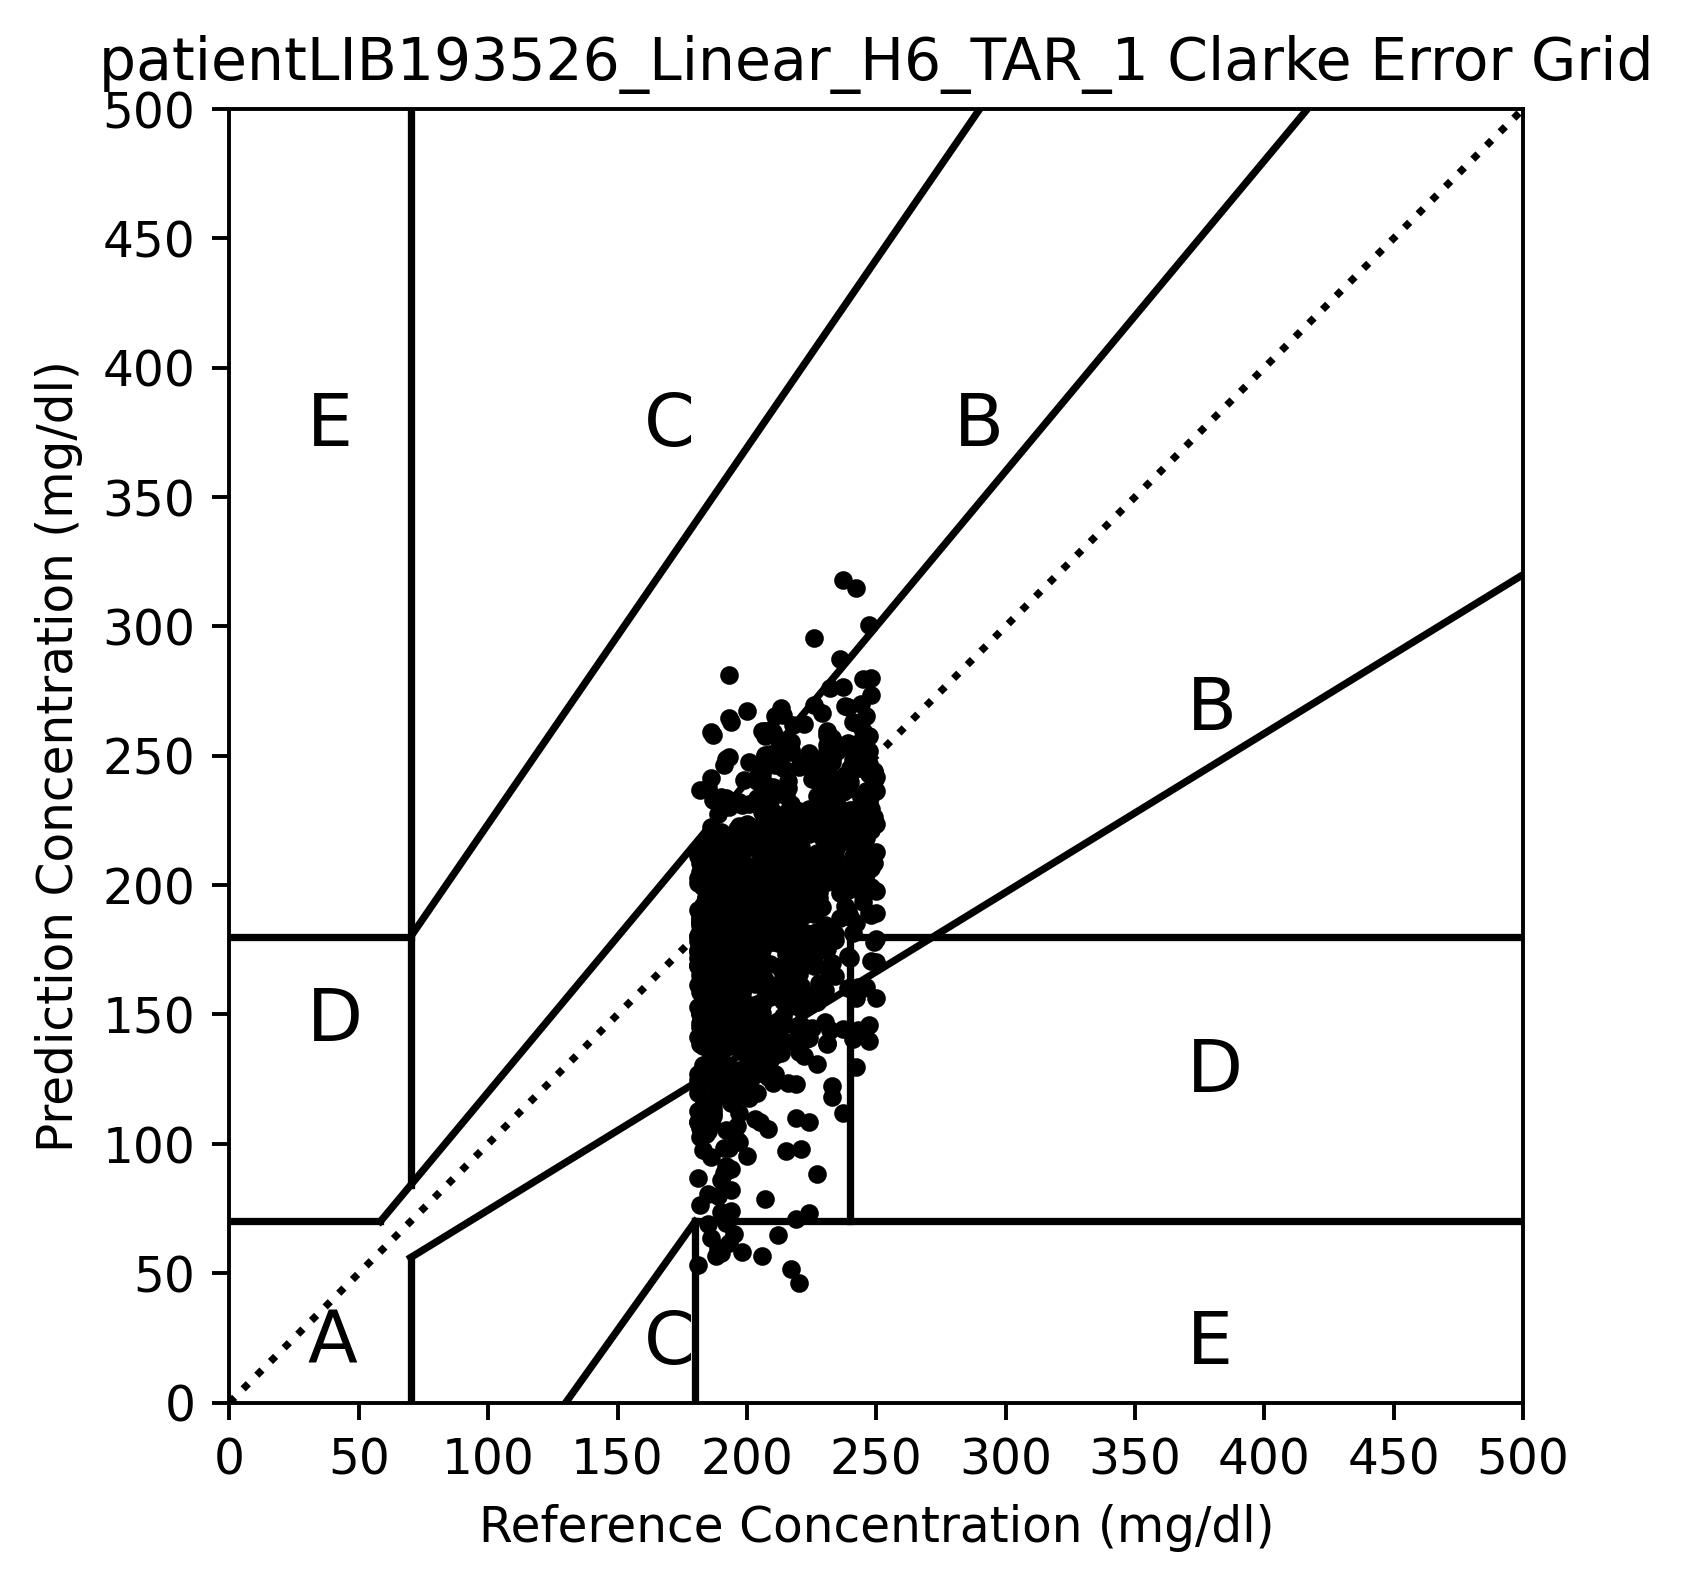 patientLIB193526_Linear_H6_TAR_1 Clarke Error Grid
500
450
400
350
300
250
200
150
100
50
0
Prediction Concentration (mg/dl)
E
C
B
B
D
D
A
C
E
0 50 100 150 200 250 300 350 400 450 500
Reference Concentration (mg/dl)